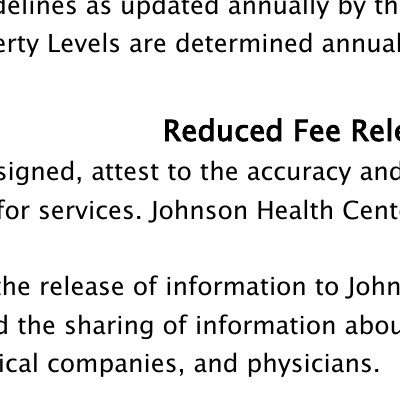 delines as updated annually by th
erty Levels are determined annual
Reduced Fee Rele
signed, attest to the accuracy and
for services. Johnson Health Cent
the release of information to John
d the sharing of information abou
ical companies, and physicians.